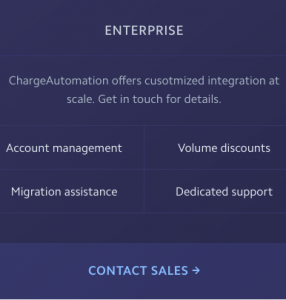 ENTERPRISE
ChargeAutomation offers cusotmized integration at
scale. Get in touch for details.
Account management
Volume discounts
Migration assistance
Dedicated support
CONTACT SALES →